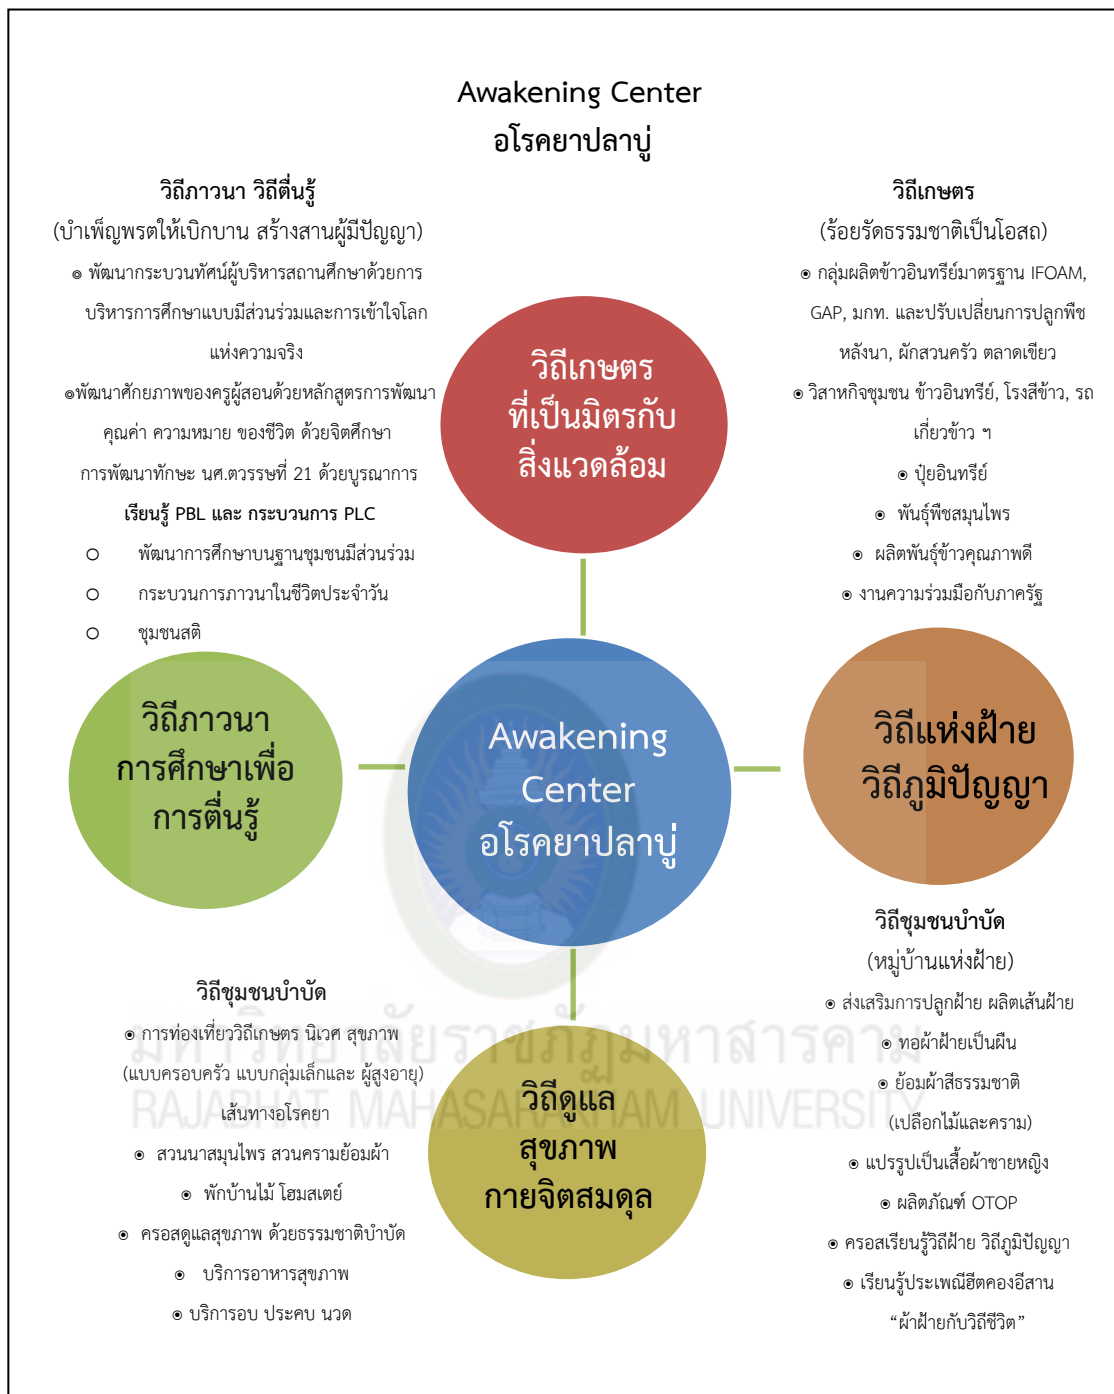 Awakening Center
อโรคยาปลาบู่
วิถีภาวนา วิถีตื่นรู้
(บำเพ็ญพรตให้เบิกบาน สร้างสานผู้มีปัญญา)
๏ พัฒนากระบวนทัศน์ผู้บริหารสถานศึกษาด้วยการ
บริหารการศึกษาแบบมีส่วนร่วมและการเข้าใจโลก
แห่งความจริง
๏พัฒนาศักยภาพของครูผู้สอนด้วยหลักสูตรการพัฒนา
คุณค่า ความหมาย ของชีวิต ด้วยจิตศึกษา
การพัฒนาทักษะ นศ.ตวรรษที่ 21 ด้วยบูรณาการ
เรียนรู้ PBL และ กระบวนการ PLC
○ พัฒนาการศึกษาบนฐานชุมชนมีส่วนร่วม
○ กระบวนการภาวนาในชีวิตประจำวัน
○ ชุมชนสติ
วิถีเกษตร
(ร้อยรัดธรรมชาติเป็นโอสถ)
๏ กลุ่มผลิตข้าวอินทรีย์มาตรฐาน IFOAM,
GAP, มกท. และปรับเปลี่ยนการปลูกพืช
หลังนา, ผักสวนครัว ตลาดเขียว
๏ วิสาหกิจชุมชน ข้าวอินทรีย์, โรงสีข้าว, รถ
เกี่ยวข้าว ฯ
๏ ปุ๋ยอินทรีย์
๏ พันธุ์พืชสมุนไพร
๏ ผลิตพันธุ์ข้าวคุณภาพดี
๏ งานความร่วมมือกับภาครัฐ
วิถีเกษตร
ที่เป็นมิตรกับ
สิ่งแวดล้อม
วิถีภาวนา
การศึกษาเพื่อ
การตื่นรู้
Awakening
Center
อโรคยาปลาบู่
วิถีแห่งฝ้าย
วิถีภูมิปัญญา
วิถีชุมชนบำบัด
๏ การท่องเที่ยววิถีเกษตร นิเวศ สุขภาพ
(แบบครอบครัว แบบกลุ่มเล็กและ ผู้สูงอายุ)
เส้นทางอโรคยา
๏ สวนนาสมุนไพร สวนครามย้อมผ้า
๏ พักบ้านไม้ โฮมสเตย์
๏ ครอสดูแลสุขภาพ ด้วยธรรมชาติบำบัด
๏ บริการอาหารสุขภาพ
๏ บริการอบ ประคบ นวด
วิถีดูแล
สุขภาพ
กายจิตสมดุล
วิถีชุมชนบำบัด
(หมู่บ้านแห่งฝ้าย)
๏ ส่งเสริมการปลูกฝ้าย ผลิตเส้นฝ้าย
๏ ทอผ้าฝ้ายเป็นผืน
๏ ย้อมผ้าสีธรรมชาติ
(เปลือกไม้และคราม)
๏ แปรรูปเป็นเสื้อผ้าชายหญิง
๏ ผลิตภัณฑ์ OTOP
๏ ครอสเรียนรู้วิถีฝ้าย วิถีภูมิปัญญา
๏ เรียนรู้ประเพณีฮีตคองอีสาน
“ผ้าฝ้ายกับวิถีชีวิต”
มหาวิทยาลัยราชภัฏมหาสารคาม
RAJABHAT MAHASARAKHAM UNIVERSITY